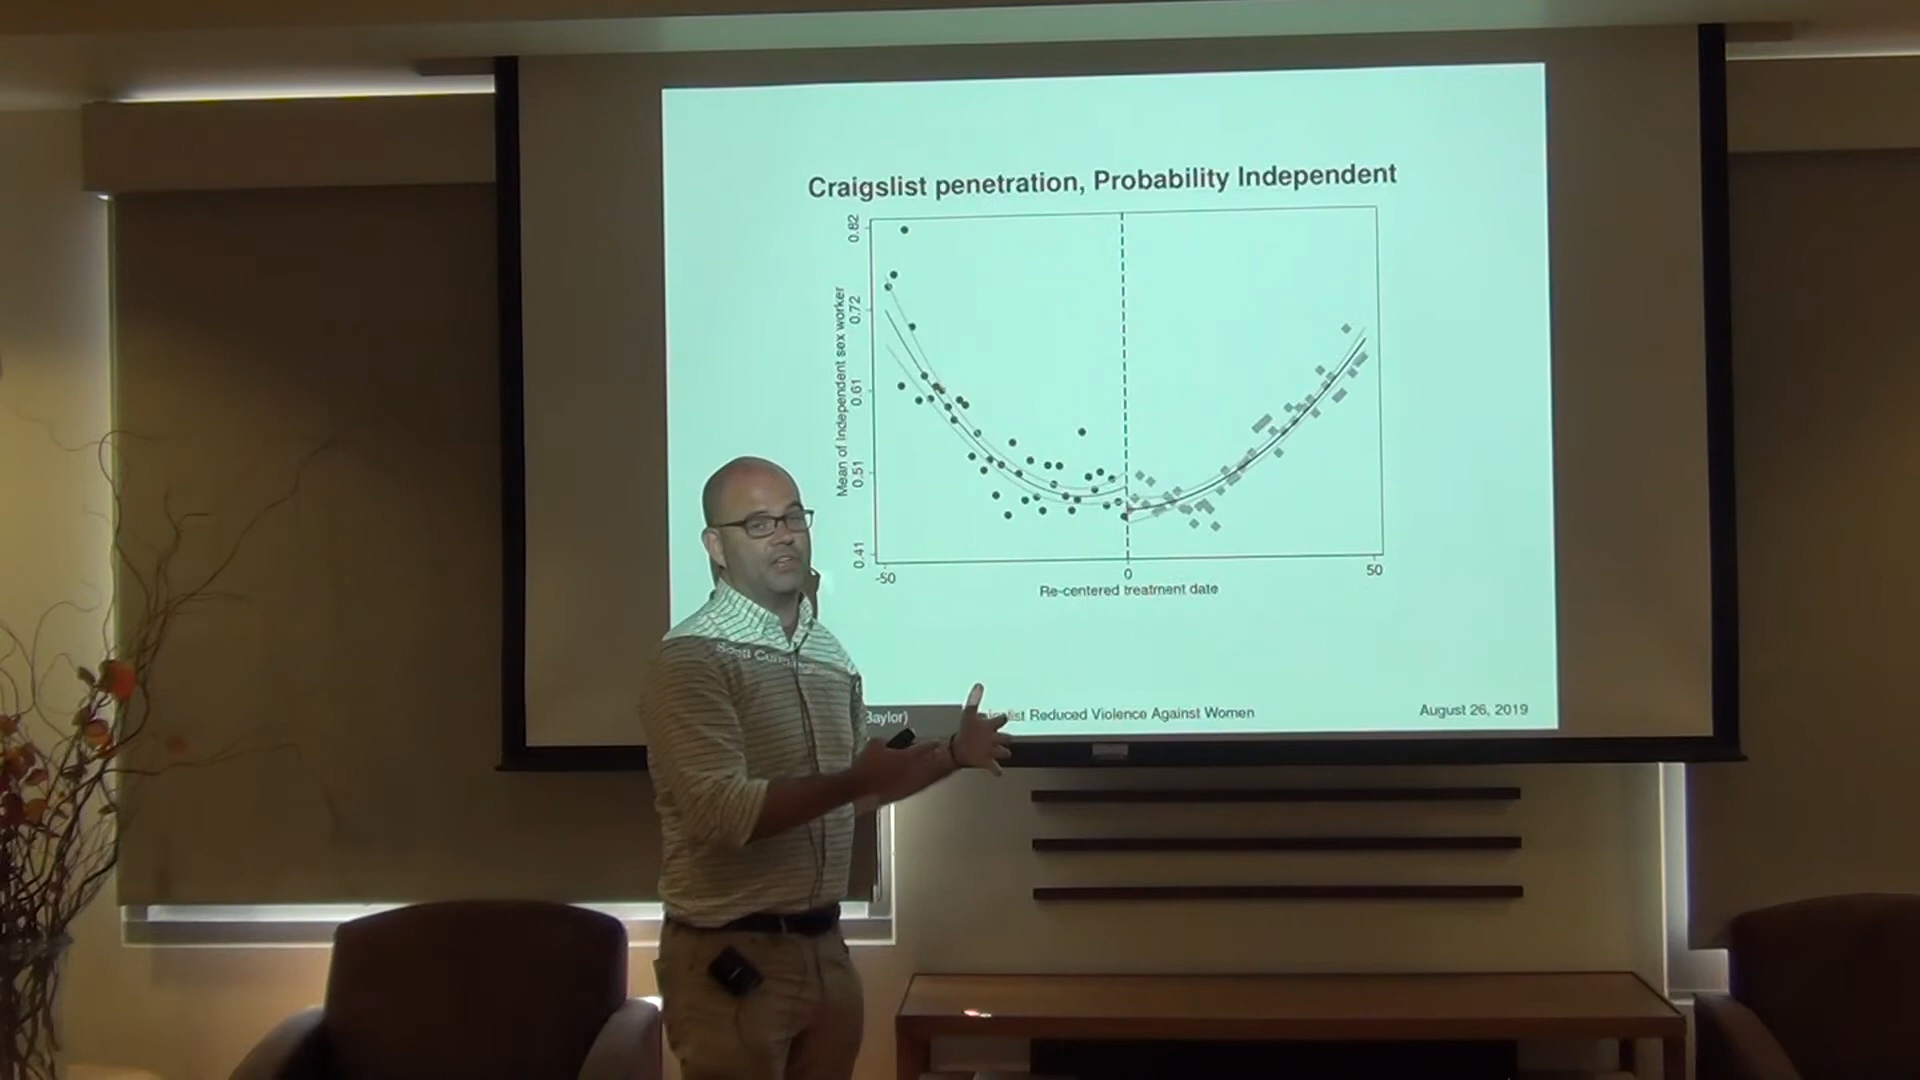 Craigslist penetration, Probability Independent
Mean of Independent sex worker
0.82
0.72
0.61
0.51
0.41
-50
0
50
Re-centered treatment date
Scott
Baylor)
Reduced Violence Against Women
August 26, 2019